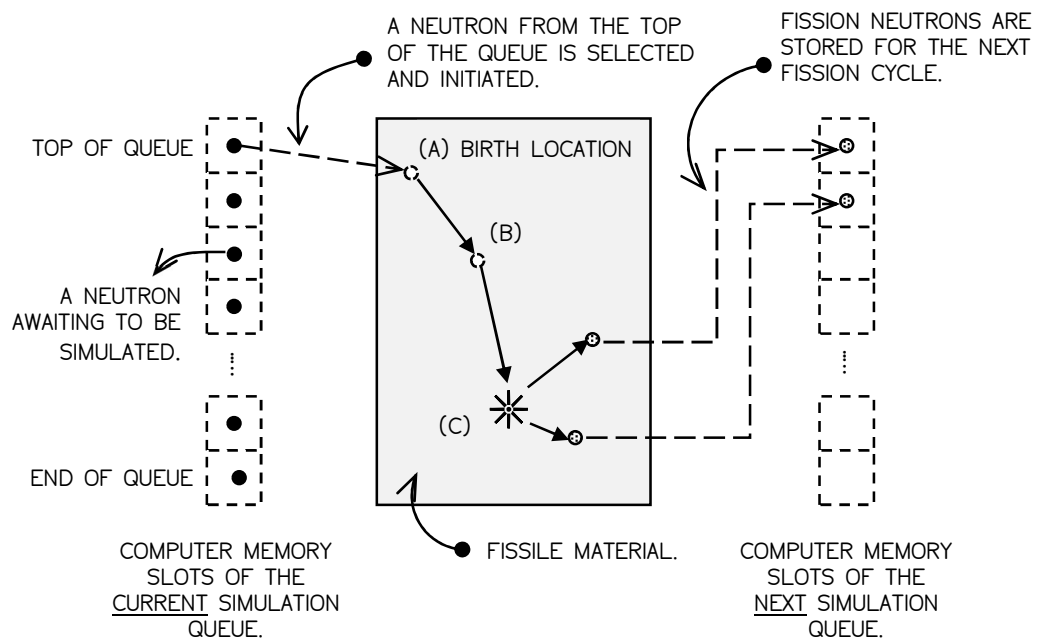 A NEUTRON FROM THE TOP
OF THE QUEUE IS SELECTED
AND INITIATED.
FISSION NEUTRONS ARE
STORED FOR THE NEXT
FISSION CYCLE.
TOP OF QUEUE
(A) BIRTH LOCATION
(B)
A NEUTRON
AWAITING TO BE
SIMULATED.
(C)
END OF QUEUE
FISSILE MATERIAL.
COMPUTER MEMORY
SLOTS OF THE
CURRENT SIMULATION
QUEUE.
COMPUTER MEMORY
SLOTS OF THE
NEXT SIMULATION
QUEUE.